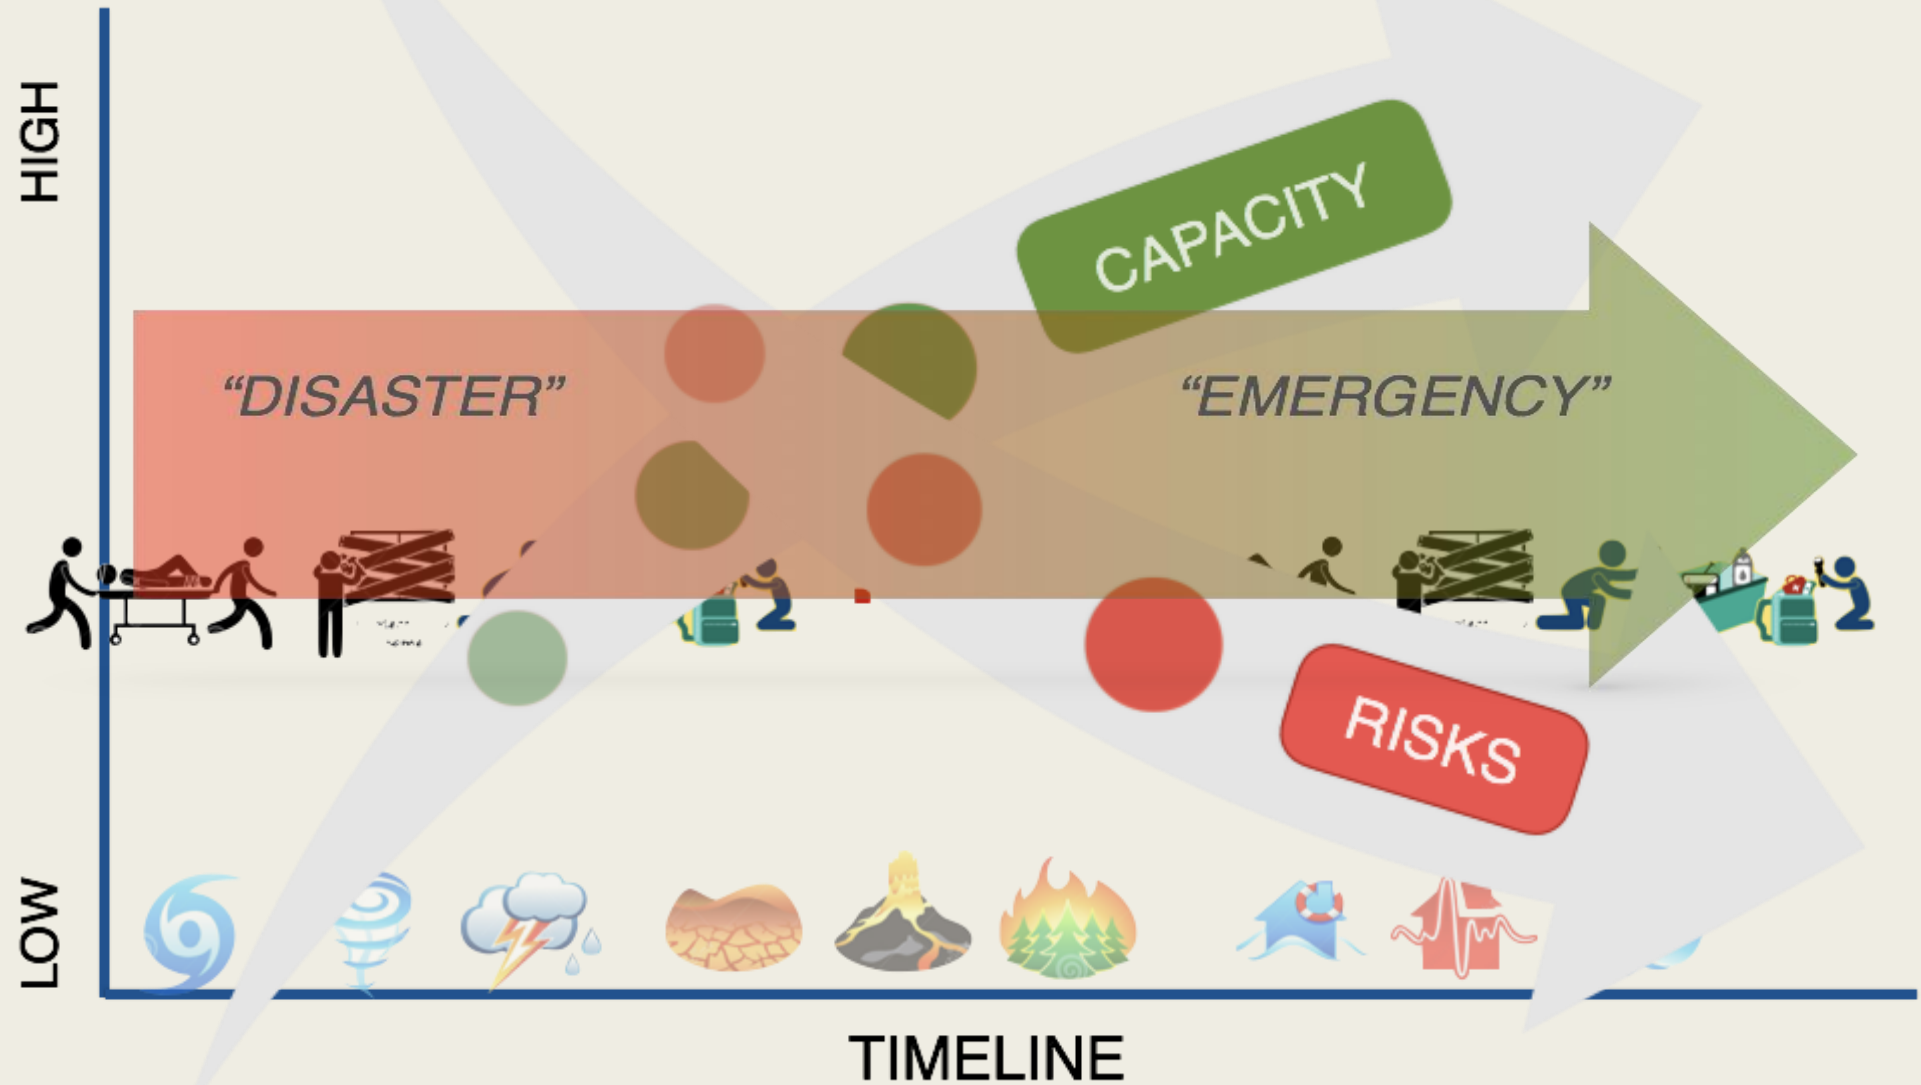 HIGH
CAPACITY
“DISASTER”
“EMERGENCY”
RISKS
LOW
TIMELINE